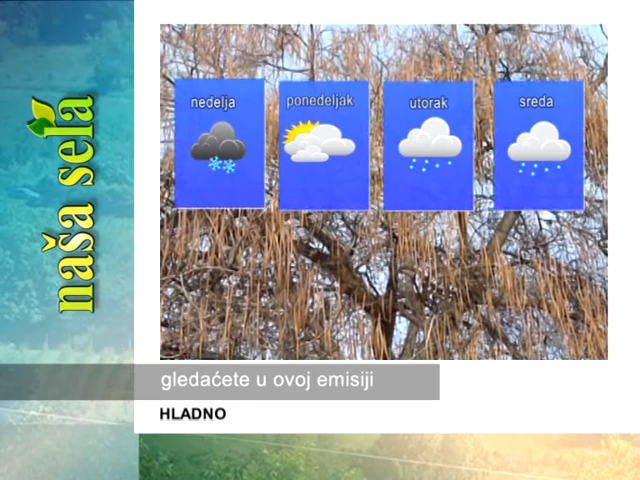 naša sela
nedelja
ponedeljak
utorak
sreda
gledaćete u ovoj emisiji
HLADNO